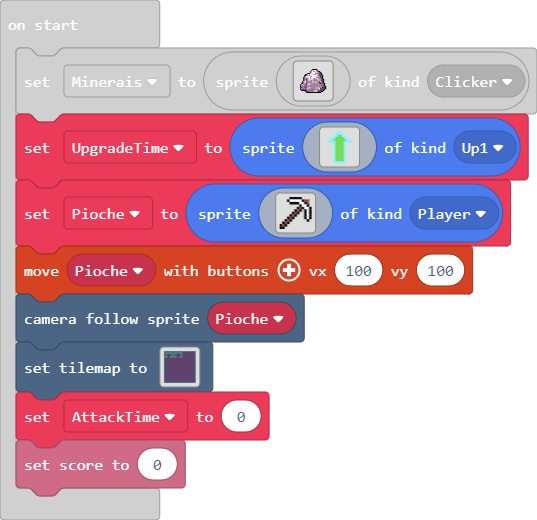 on start
set Minerais to sprite of kind Clicker
set UpgradeTime to sprite of kind Up1
set Pioche to sprite of kind Player
move Pioche with buttons vx 100 vy 100
camera follow sprite Pioche
set tilemap to
set AttackTime to 0
set score to 0